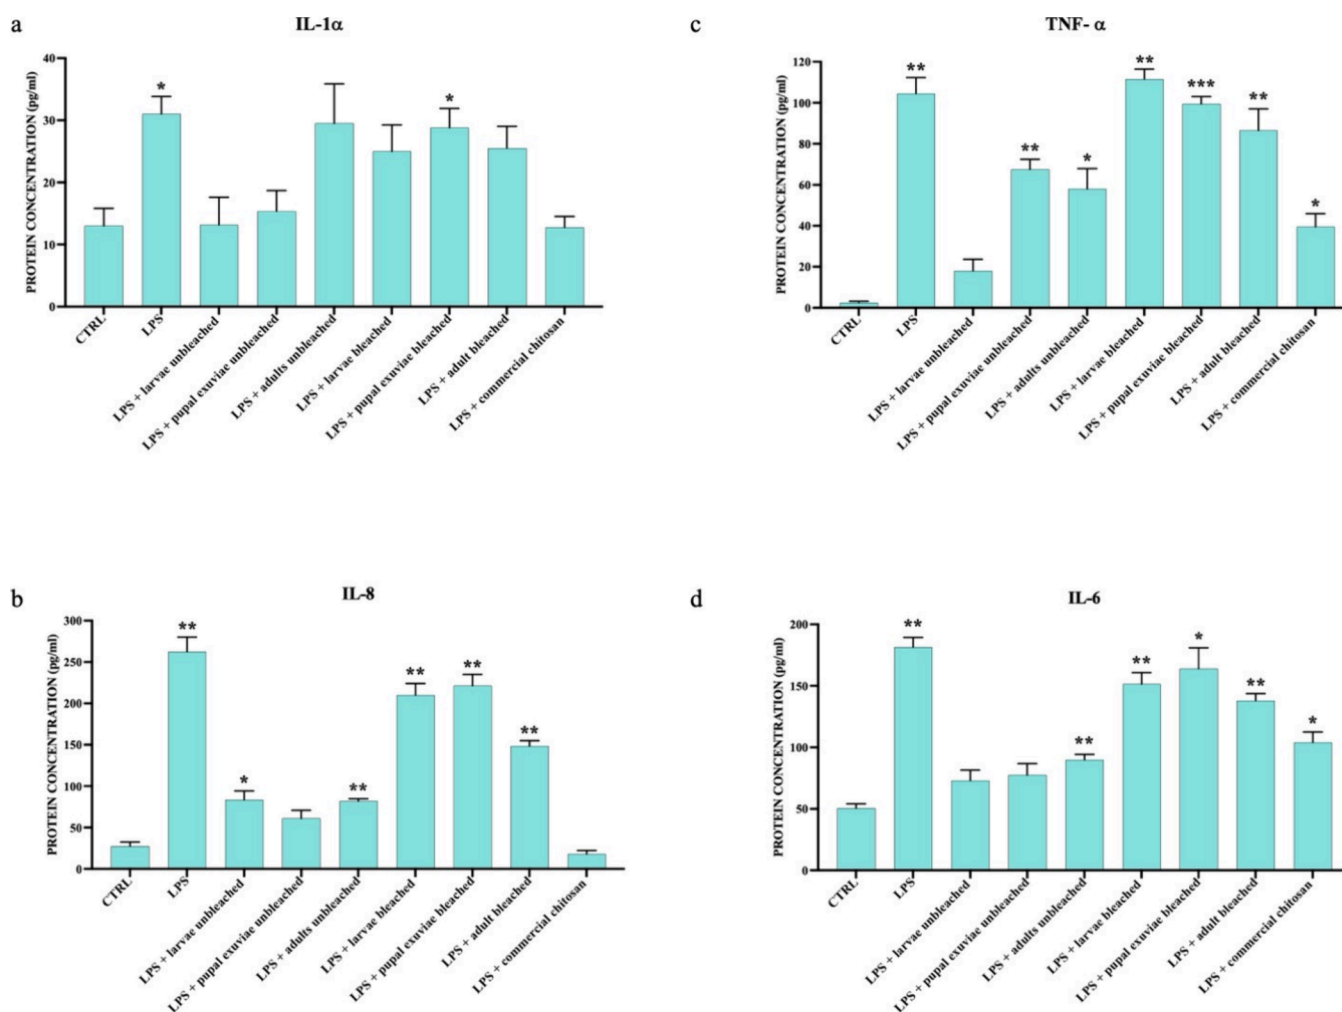 a
IL-1α
PROTEIN CONCENTRATION (pg/ml)
40
30
20
10
0
*
*
CTRL
LPS
LPS + larvae unbleached
LPS + pupal exuviae unbleached
LPS + adults unbleached
LPS + larvae bleached
LPS + pupal exuviae bleached
LPS + adult bleached
LPS + commercial chitosan
c
TNF- α
PROTEIN CONCENTRATION (pg/ml)
120
100
80
60
40
20
0
**
**
*
**
***
**
*
CTRL
LPS
LPS + larvae unbleached
LPS + pupal exuviae unbleached
LPS + adults unbleached
LPS + larvae bleached
LPS + pupal exuviae bleached
LPS + adult bleached
LPS + commercial chitosan
b
IL-8
PROTEIN CONCENTRATION (pg/ml)
300
250
200
150
100
50
0
**
*
**
**
**
**
CTRL
LPS
LPS + larvae unbleached
LPS + pupal exuviae unbleached
LPS + adults unbleached
LPS + larvae bleached
LPS + pupal exuviae bleached
LPS + adult bleached
LPS + commercial chitosan
d
IL-6
PROTEIN CONCENTRATION (pg/ml)
200
150
100
50
0
**
**
**
*
**
*
CTRL
LPS
LPS + larvae unbleached
LPS + pupal exuviae unbleached
LPS + adults unbleached
LPS + larvae bleached
LPS + pupal exuviae bleached
LPS + adult bleached
LPS + commercial chitosan